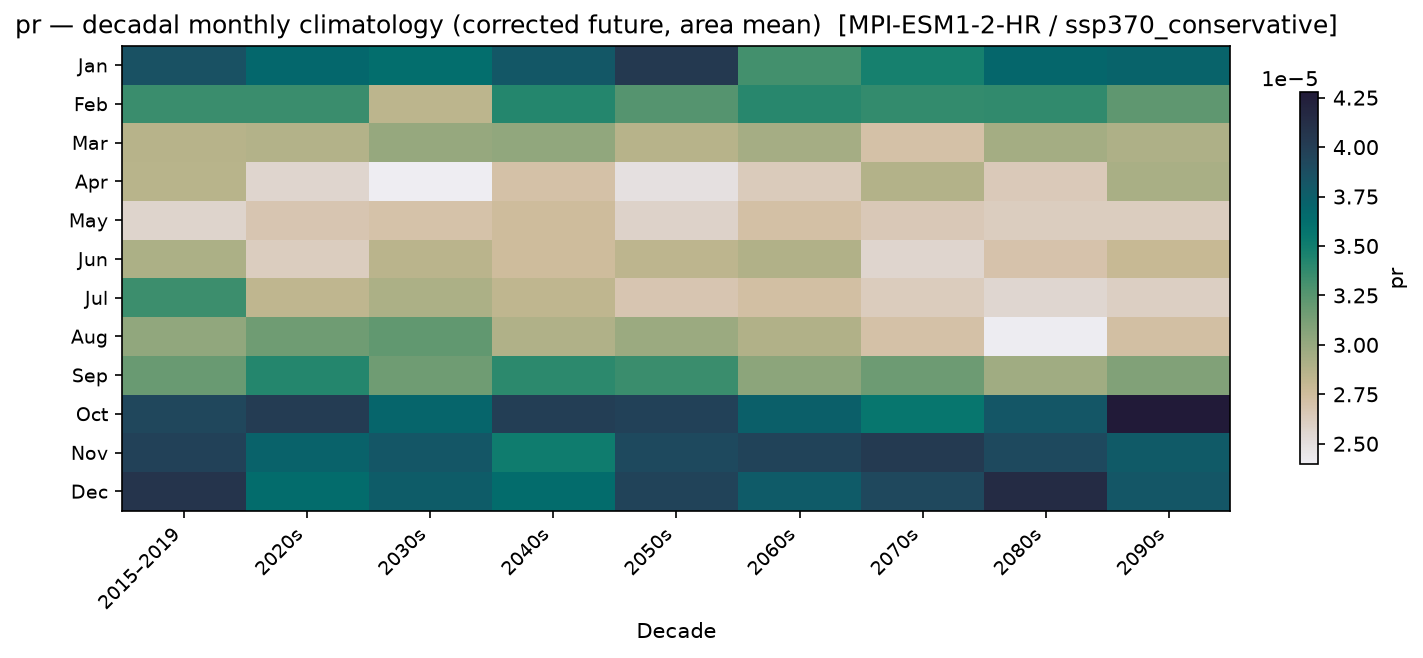 pr — decadal monthly climatology (corrected future, area mean)  [MPI-ESM1-2-HR / ssp370_conservative]
Jan
Feb
Mar
Apr
May
Jun
Jul
Aug
Sep
Oct
Nov
Dec
2015–2019
2020s
2030s
2040s
2050s
2060s
2070s
2080s
2090s
Decade
1e−5
4.25
4.00
3.75
3.50
3.25
3.00
2.75
2.50
pr